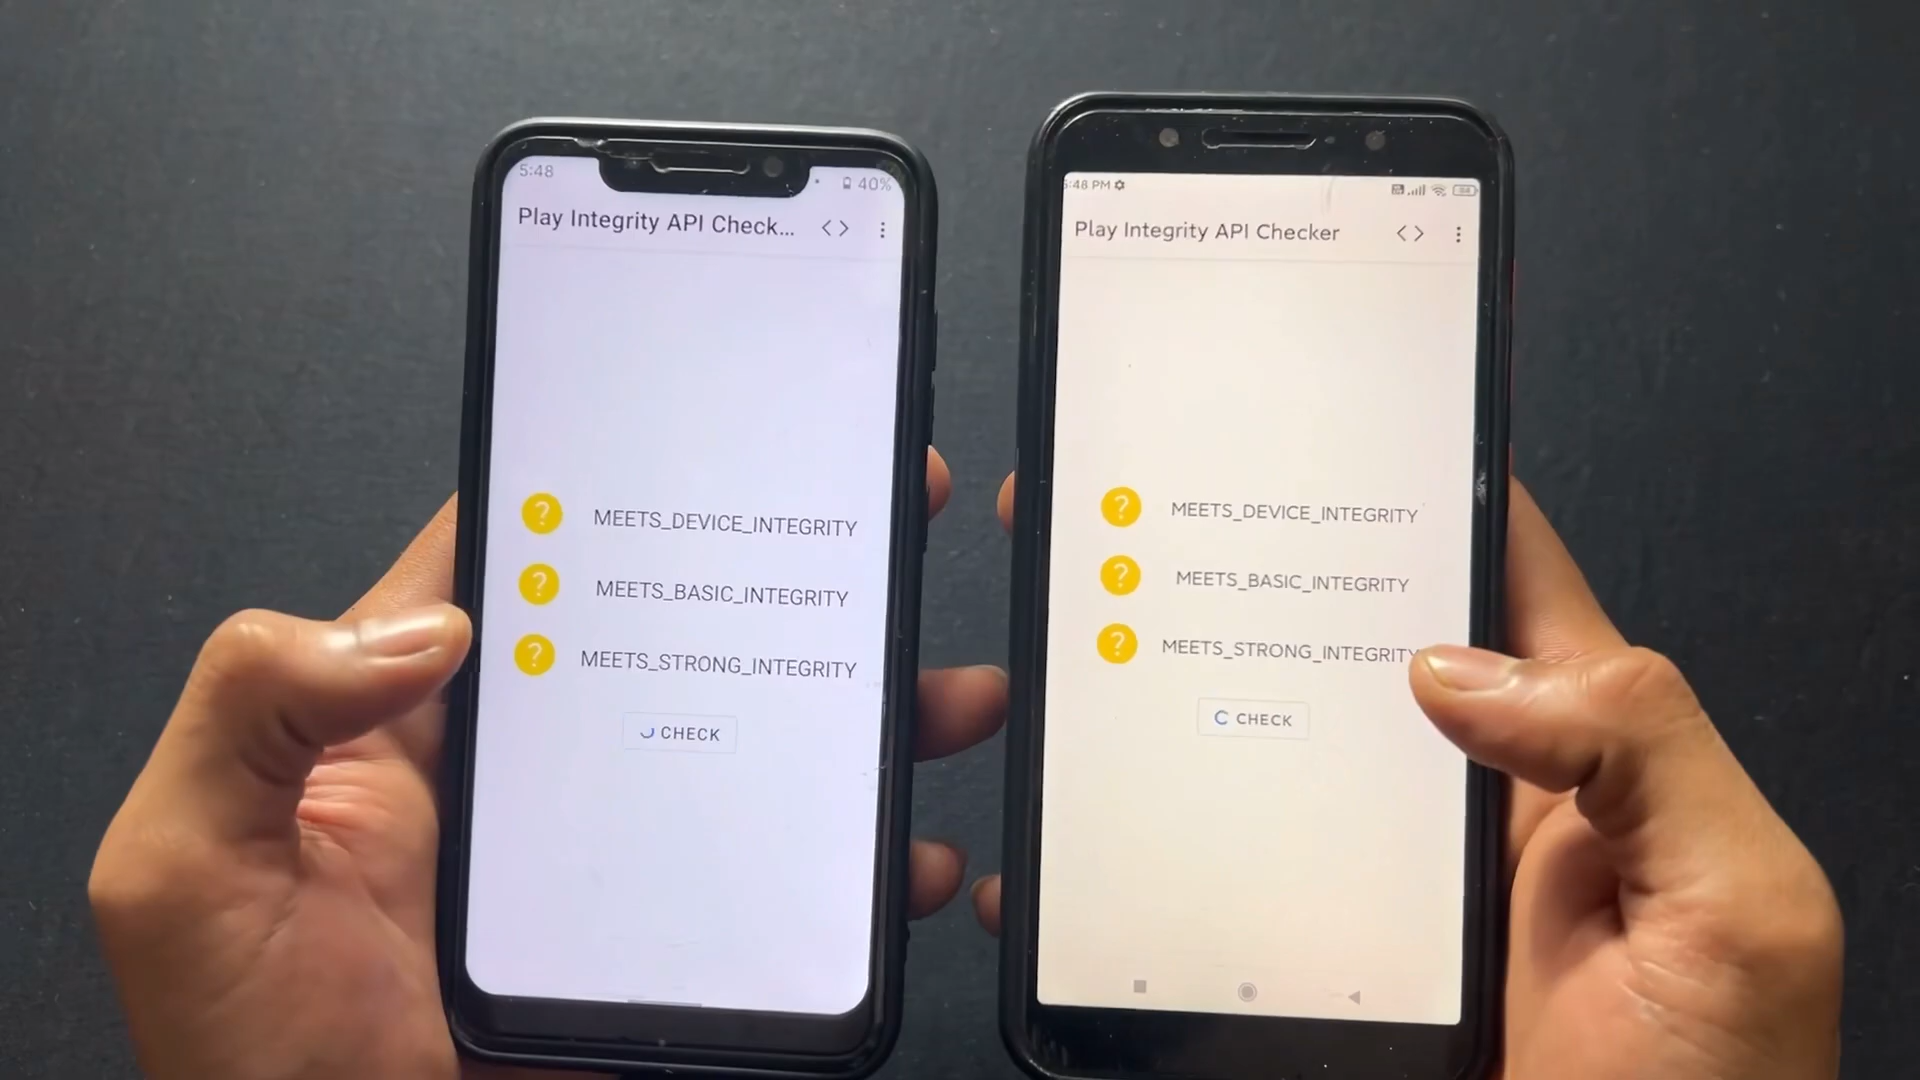 5:48
40%
Play Integrity API Check...
MEETS_DEVICE_INTEGRITY
MEETS_BASIC_INTEGRITY
MEETS_STRONG_INTEGRITY
CHECK
5:48 PM
Play Integrity API Checker
MEETS_DEVICE_INTEGRITY
MEETS_BASIC_INTEGRITY
MEETS_STRONG_INTEGRITY
CHECK